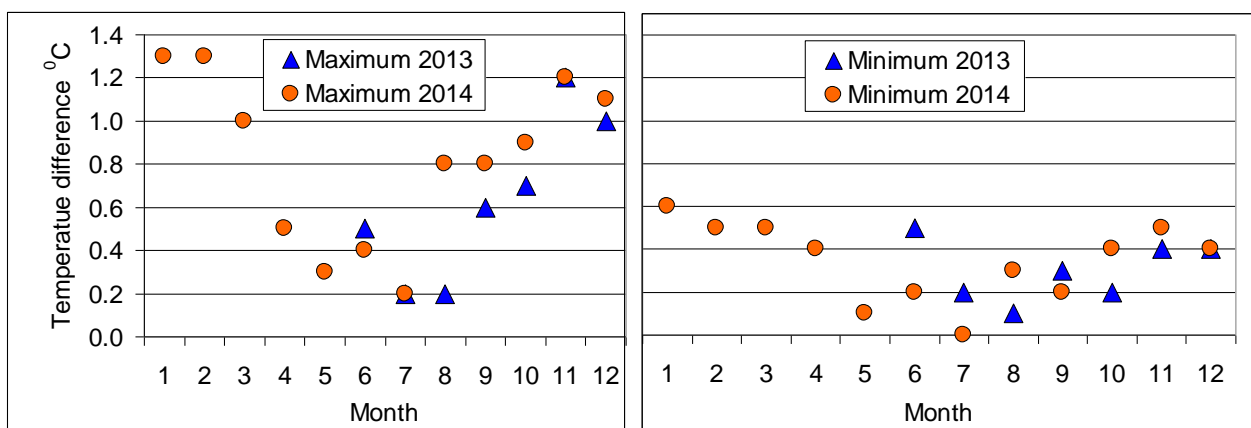 Temperatue difference ⁰C
1.4
1.2
1.0
0.8
0.6
0.4
0.2
0.0
Maximum 2013
Maximum 2014
1 2 3 4 5 6 7 8 9 10 11 12
Month
Minimum 2013
Minimum 2014
1 2 3 4 5 6 7 8 9 10 11 12
Month